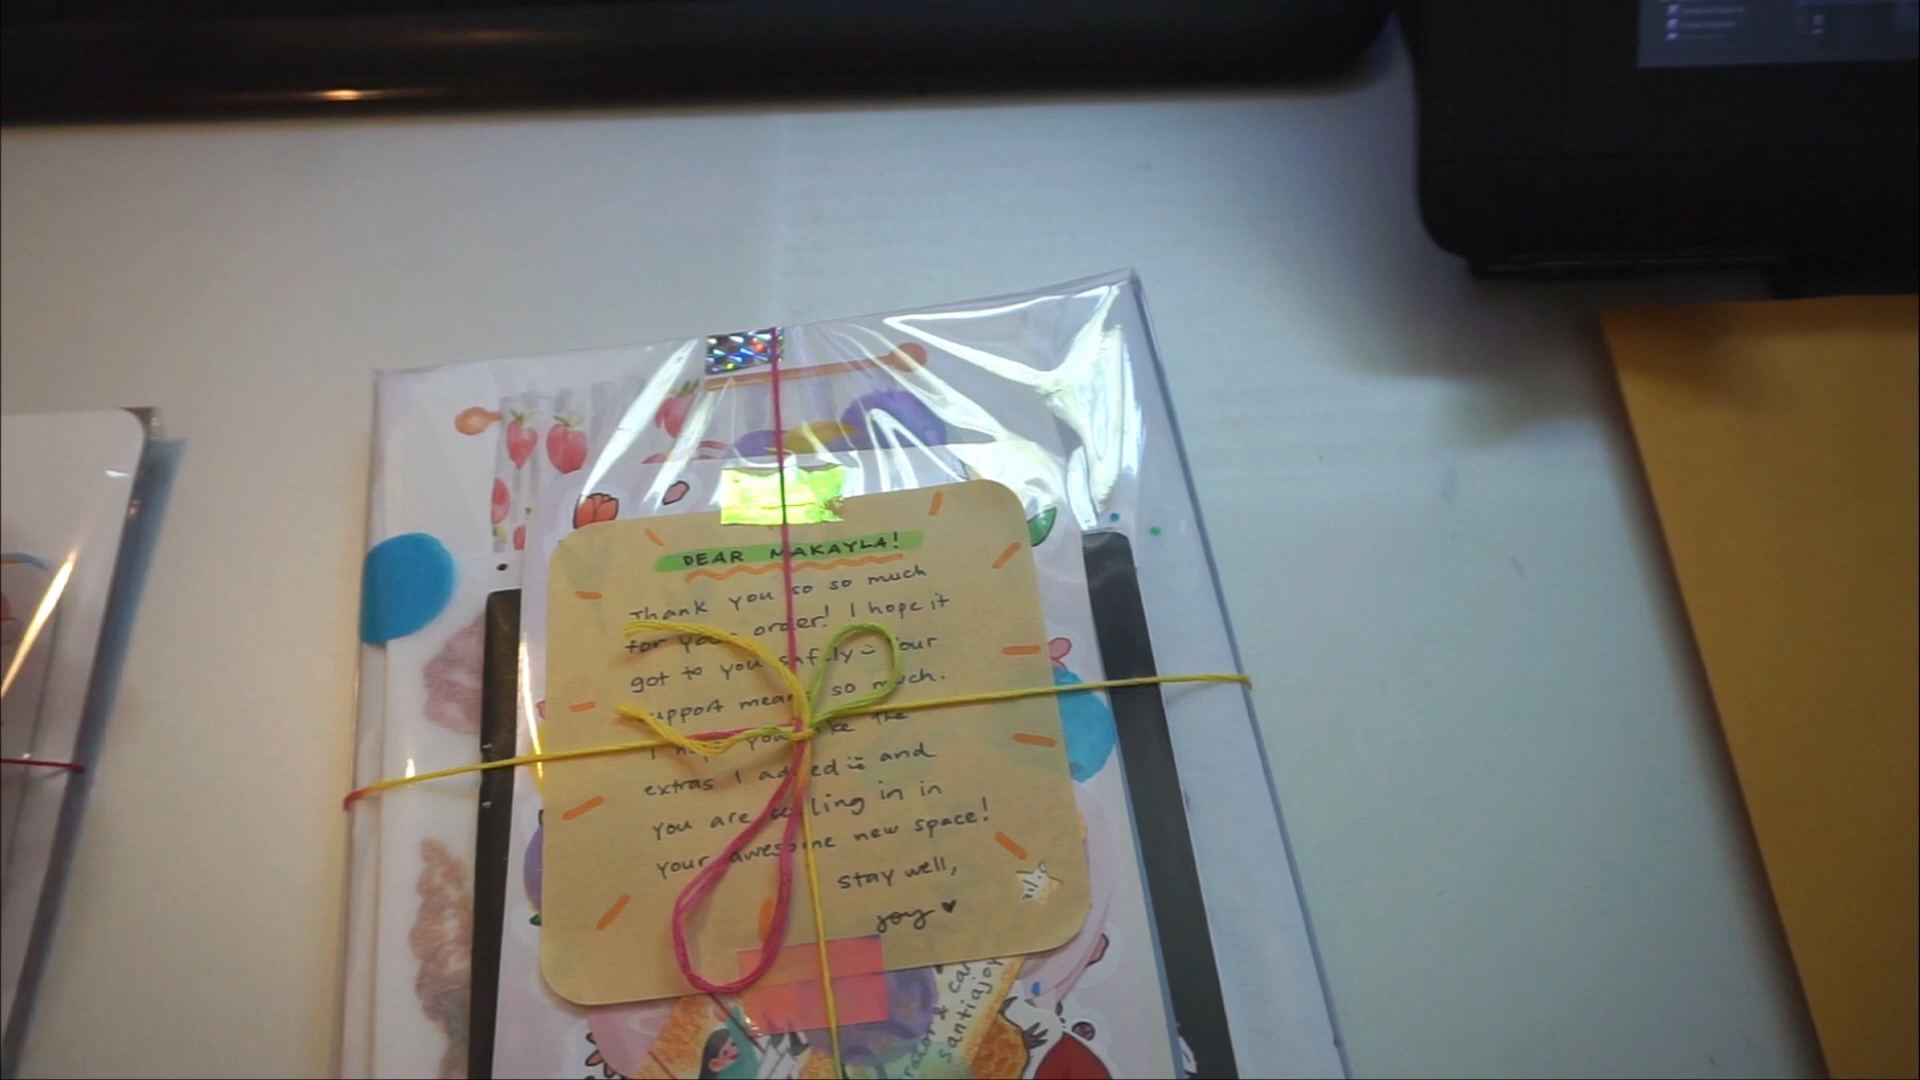 DEAR MAKAYLA!
Thank you so so much
for your order! I hope it
got to you safely your
support means so much.
I hope you like the
extras I added and
you are settling in in
your awesome new space!
stay well,
joy
santiajoy